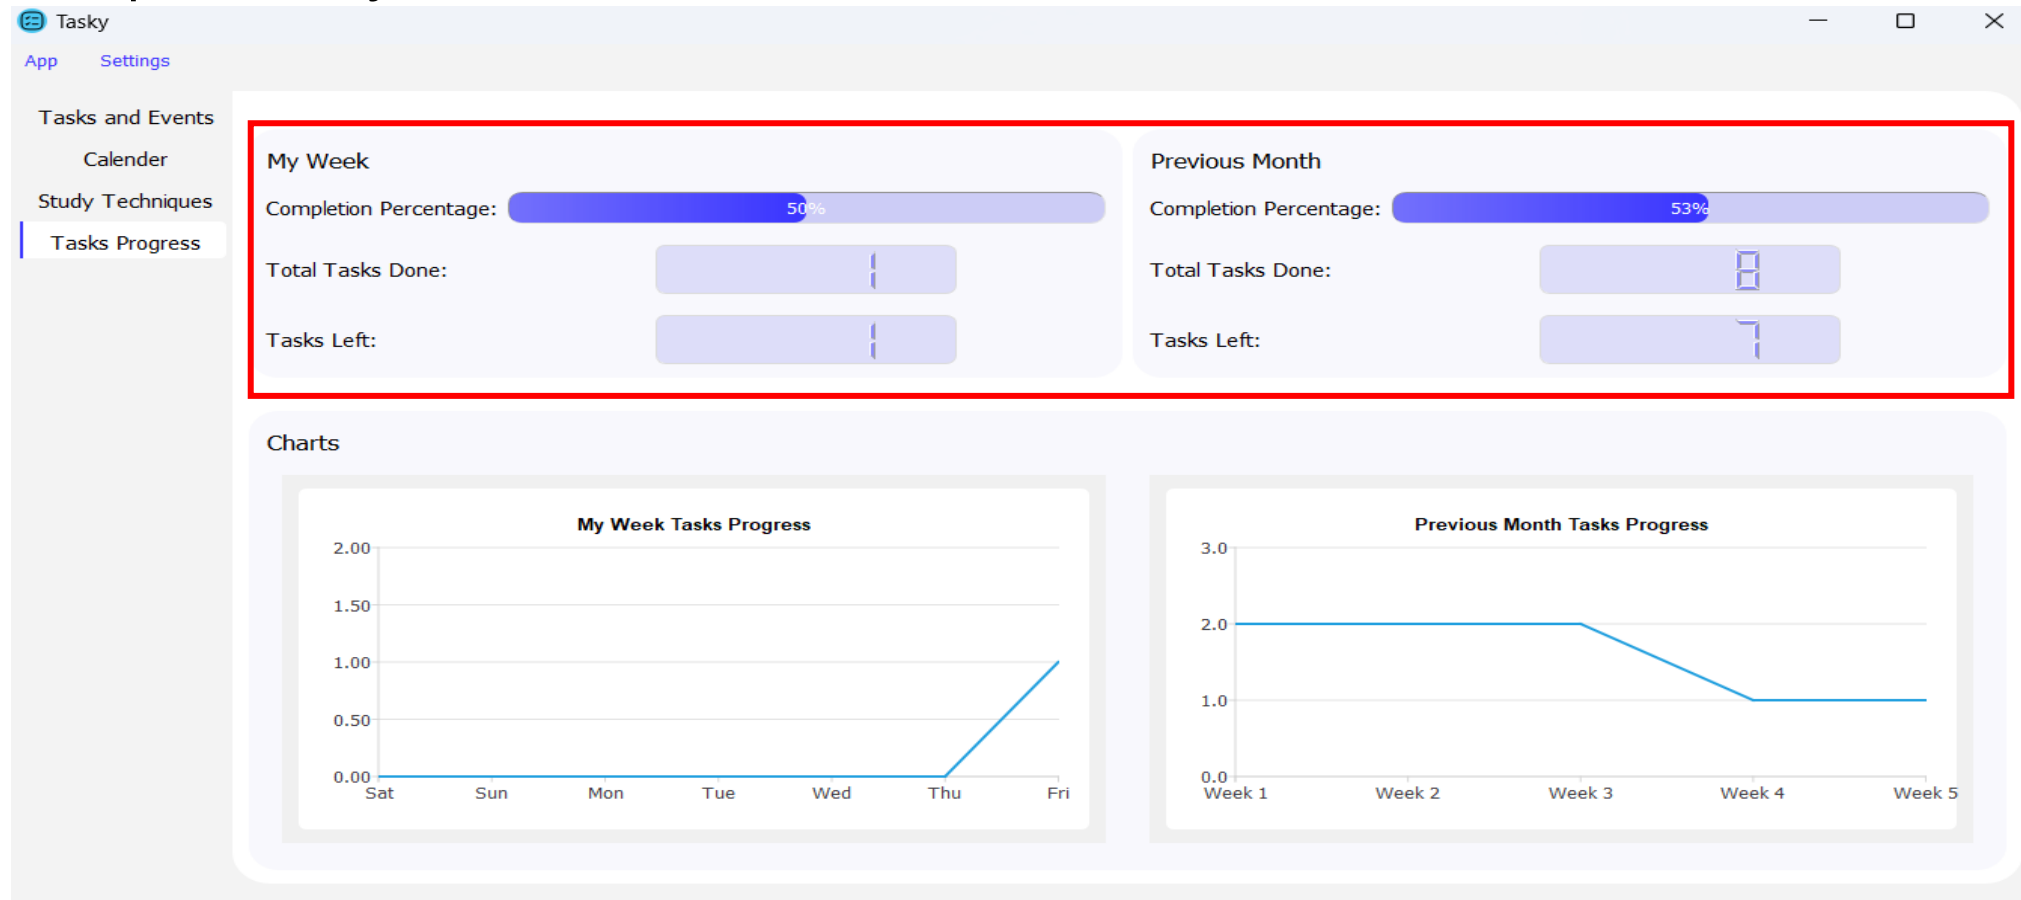 Tasky
App Settings
Tasks and Events
Calender
Study Techniques
Tasks Progress
My Week
Completion Percentage: 50%
Total Tasks Done: 1
Tasks Left: 1
Previous Month
Completion Percentage: 53%
Total Tasks Done: 8
Tasks Left: 7
Charts
My Week Tasks Progress
2.00
1.50
1.00
0.50
0.00
Sat Sun Mon Tue Wed Thu Fri
Previous Month Tasks Progress
3.0
2.0
1.0
0.0
Week 1 Week 2 Week 3 Week 4 Week 5